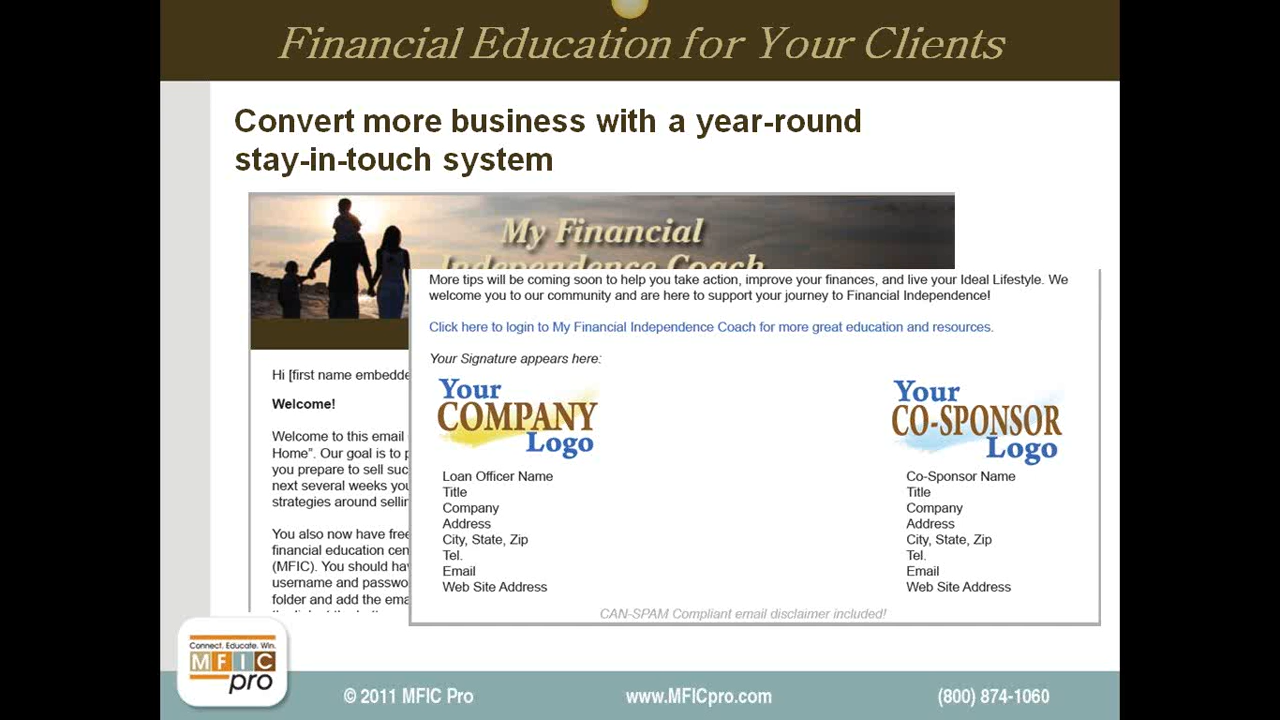 Financial Education for Your Clients
Convert more business with a year-round
stay-in-touch system
My Financial
Independence Coach
More tips will be coming soon to help you take action, improve your finances, and live your Ideal Lifestyle. We
welcome you to our community and are here to support your journey to Financial Independence!
Click here to login to My Financial Independence Coach for more great education and resources.
Your Signature appears here:
Your
COMPANY
Logo
Loan Officer Name
Title
Company
Address
City, State, Zip
Tel.
Email
Web Site Address
Your
CO-SPONSOR
Logo
Co-Sponsor Name
Title
Company
Address
City, State, Zip
Tel.
Email
Web Site Address
CAN-SPAM Compliant email disclaimer included!
Hi [first name embedde
Welcome!
Welcome to this email
Home". Our goal is to p
you prepare to sell suc
next several weeks you
strategies around sellin
You also now have free
financial education cen
(MFIC). You should hav
username and passwo
folder and add the ema
Connect. Educate. Win.
MFIC
pro
© 2011 MFIC Pro
www.MFICpro.com
(800) 874-1060